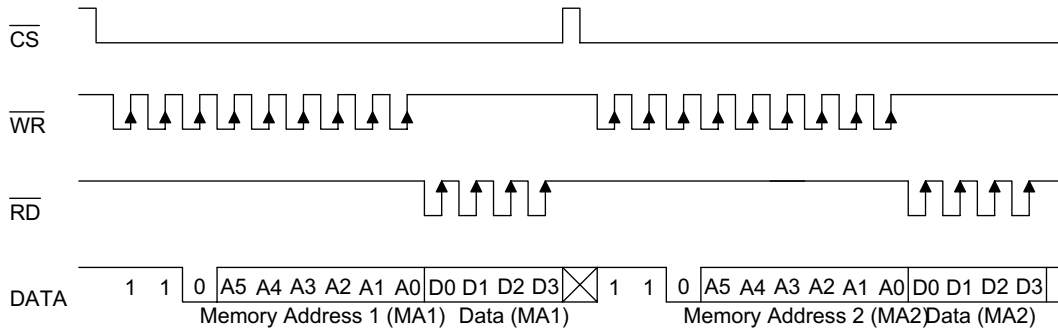 CS
WR
RD
DATA 1 1 0 A5 A4 A3 A2 A1 A0 D0 D1 D2 D3 1 1 0 A5 A4 A3 A2 A1 A0 D0 D1 D2 D3
Memory Address 1 (MA1) Data (MA1) Memory Address 2 (MA2) Data (MA2)